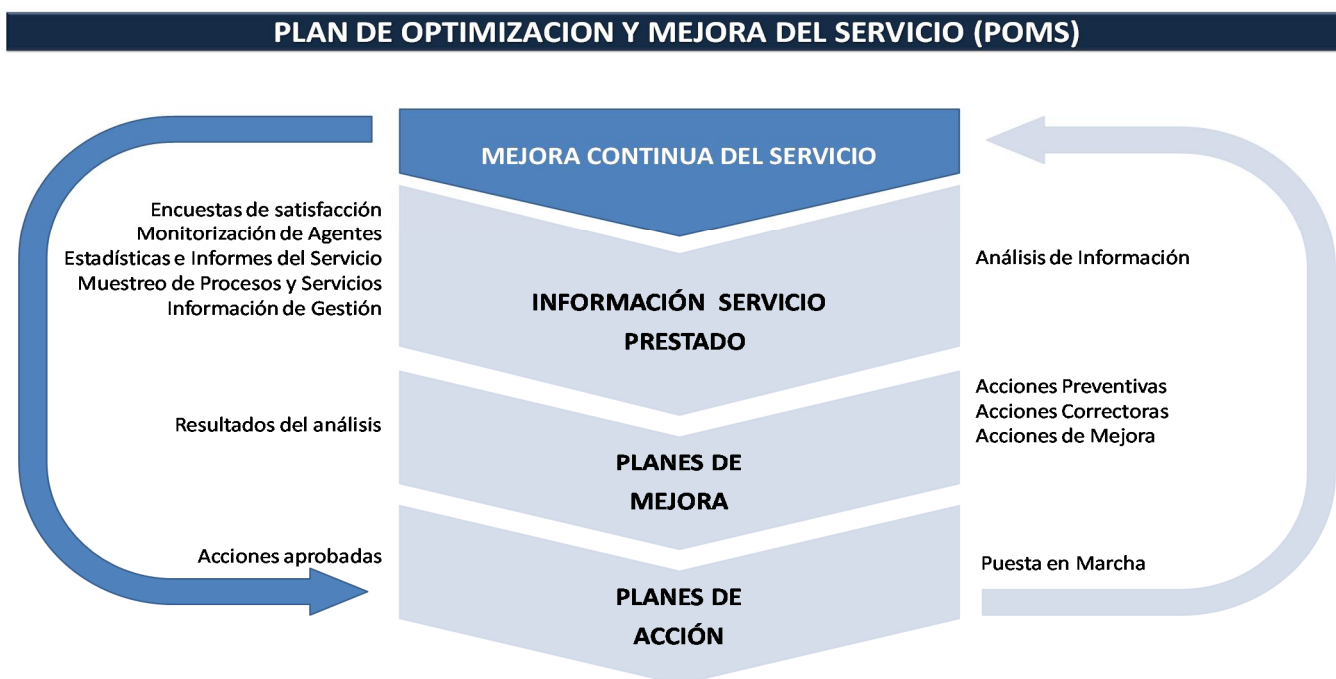 PLAN DE OPTIMIZACION Y MEJORA DEL SERVICIO (POMS)
MEJORA CONTINUA DEL SERVICIO
Encuestas de satisfacción
Monitorización de Agentes
Estadísticas e Informes del Servicio
Muestreo de Procesos y Servicios
Información de Gestión
INFORMACIÓN SERVICIO
PRESTADO
Análisis de Información
Resultados del análisis
PLANES DE
MEJORA
Acciones Preventivas
Acciones Correctoras
Acciones de Mejora
Acciones aprobadas
PLANES DE
ACCIÓN
Puesta en Marcha